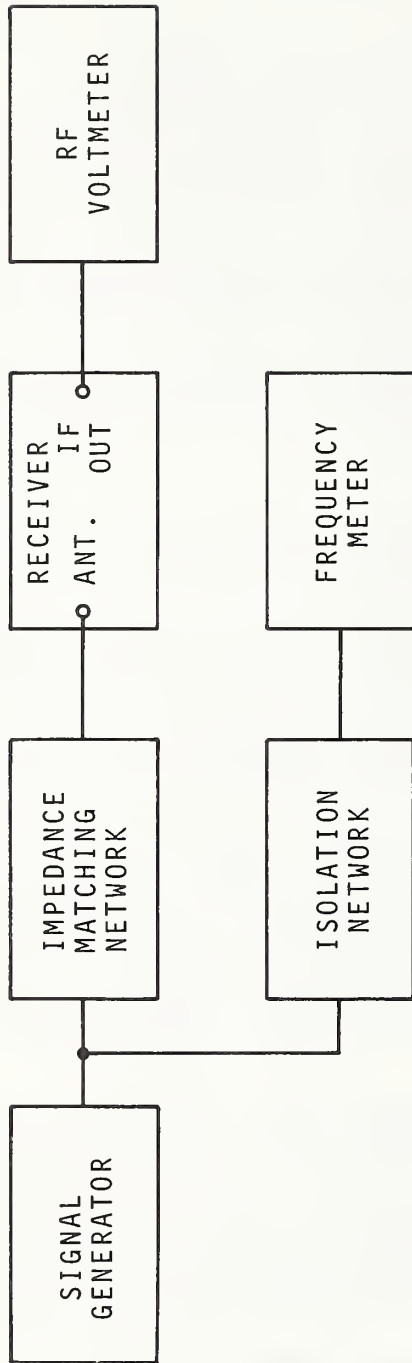 SIGNAL
GENERATOR
IMPEDANCE
MATCHING
NETWORK
RECEIVER
ANT. IF
OUT
RF
VOLTMETER
ISOLATION
NETWORK
FREQUENCY
METER